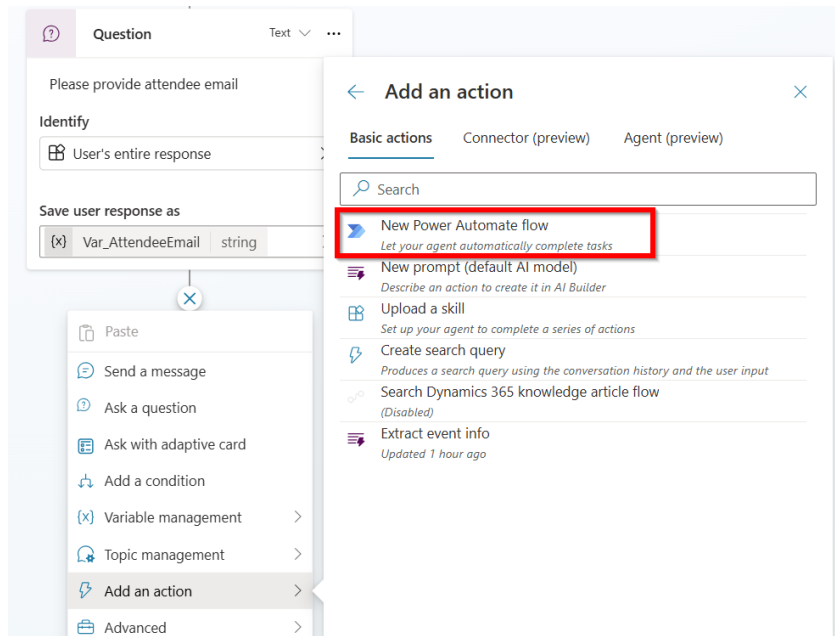 Question
Text
Please provide attendee email
Identify
User's entire response
Save user response as
{x} Var_AttendeeEmail string
Paste
Send a message
Ask a question
Ask with adaptive card
Add a condition
{x} Variable management
Topic management
Add an action
Advanced
Add an action
Basic actions Connector (preview) Agent (preview)
Search
New Power Automate flow
Let your agent automatically complete tasks
New prompt (default AI model)
Describe an action to create it in AI Builder
Upload a skill
Set up your agent to complete a series of actions
Create search query
Produces a search query using the conversation history and the user input
Search Dynamics 365 knowledge article flow
(Disabled)
Extract event info
Updated 1 hour ago